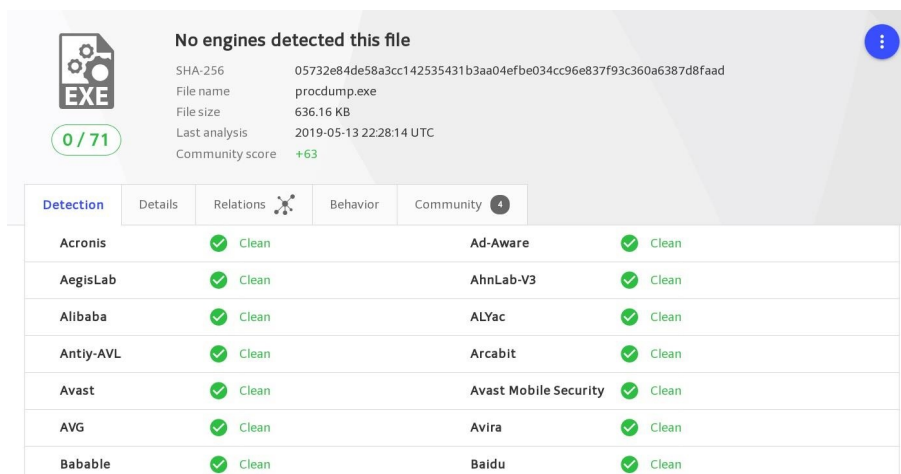 No engines detected this file
SHA-256 05732e84de58a3cc142535431b3aa04efbe034cc96e837f93c360a6387d8faad
File name procdump.exe
File size 636.16 KB
Last analysis 2019-05-13 22:28:14 UTC
Community score +63
EXE
0 / 71
Detection Details Relations Behavior Community 4
Acronis Clean Ad-Aware Clean
AegisLab Clean AhnLab-V3 Clean
Alibaba Clean ALYac Clean
Antiy-AVL Clean Arcabit Clean
Avast Clean Avast Mobile Security Clean
AVG Clean Avira Clean
Babable Clean Baidu Clean